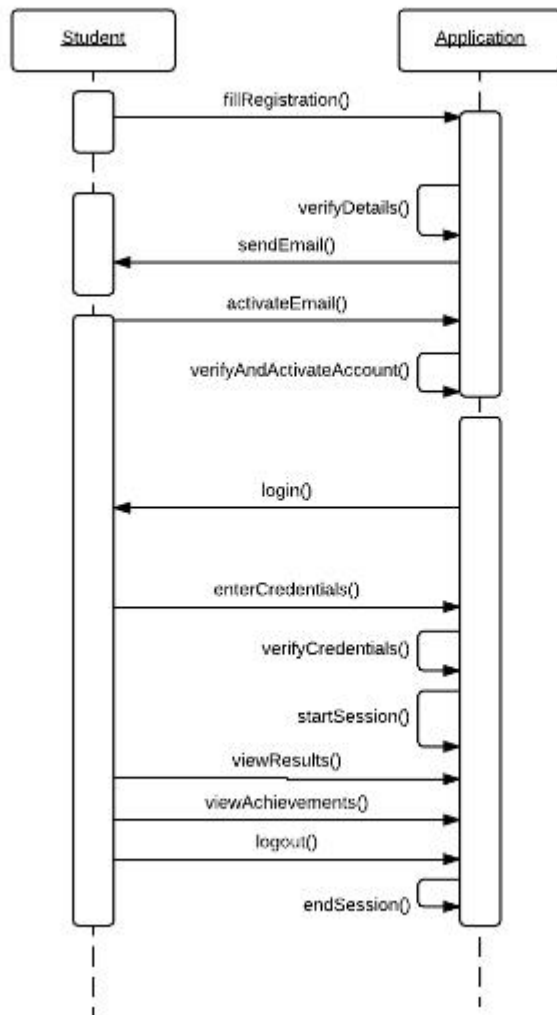 Student
Application
fillRegistration()
verifyDetails()
sendEmail()
activateEmail()
verifyAndActivateAccount()
login()
enterCredentials()
verifyCredentials()
startSession()
viewResults()
viewAchievements()
logout()
endSession()